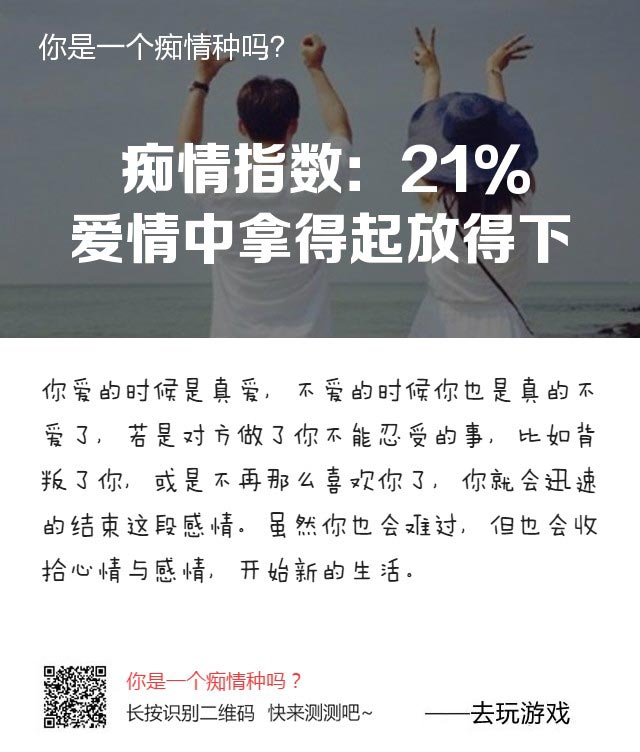 你是一个痴情种吗?
痴情指数: 21%
爱情中拿得起放得下
你爱的时候是真爱, 不爱的时候你也是真的不
爱了, 若是对方做了你不能忍受的事, 比如背
叛了你, 或是不再那么喜欢你了, 你就会迅速
的结束这段感情。虽然你也会难过, 但也会收
拾心情与感情, 开始新的生活。
你是一个痴情种吗？
长按识别二维码 快来测测吧~
——去玩游戏